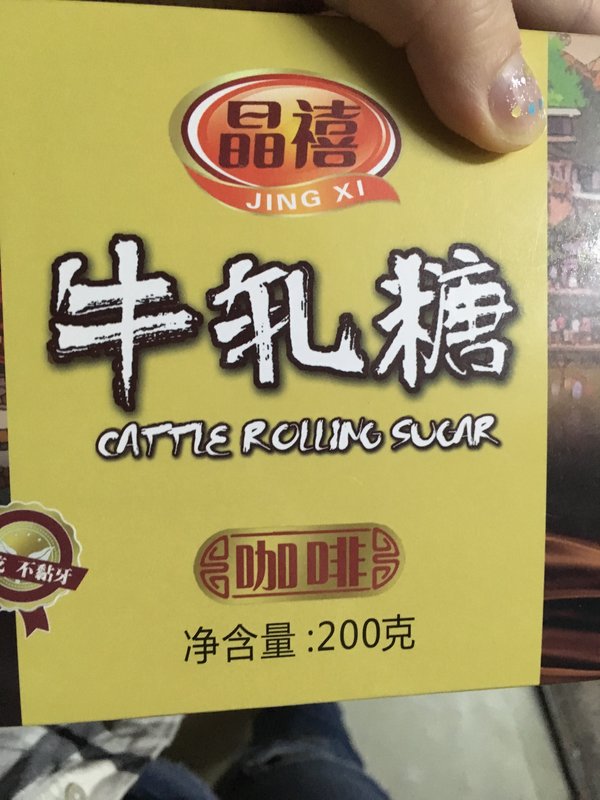 晶禧
JING XI
牛轧糖
CATTLE ROLLING SUGAR
不黏牙
咖啡
净含量:200克